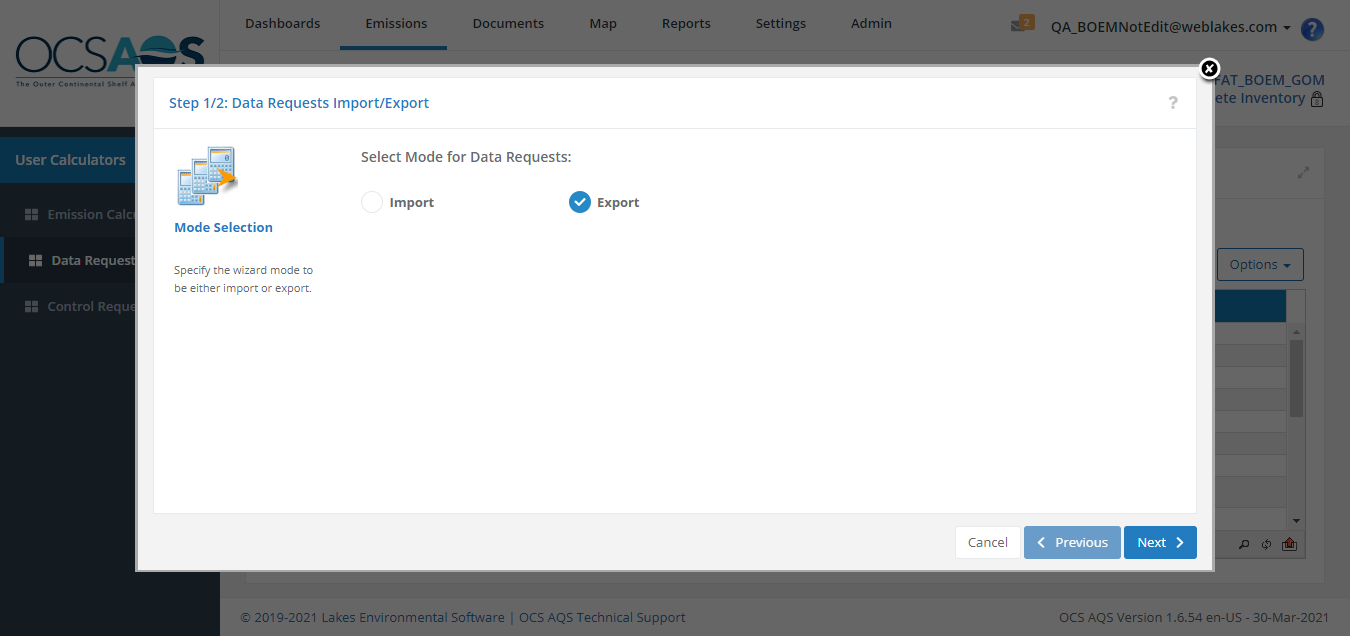 Dashboards
Emissions
Documents
Map
Reports
Settings
Admin
2
QA_BOEMNotEdit@weblakes.com
?
OCSAQS
The Outer Continental Shelf A
FAT_BOEM_GOM
ete Inventory
Step 1/2: Data Requests Import/Export
?
User Calculators
Emission Calcu
Data Request
Control Reque
Mode Selection
Specify the wizard mode to
be either import or export.
Select Mode for Data Requests:
Import
Export
Options
Cancel
Previous
Next
© 2019-2021 Lakes Environmental Software | OCS AQS Technical Support
OCS AQS Version 1.6.54 en-US - 30-Mar-2021